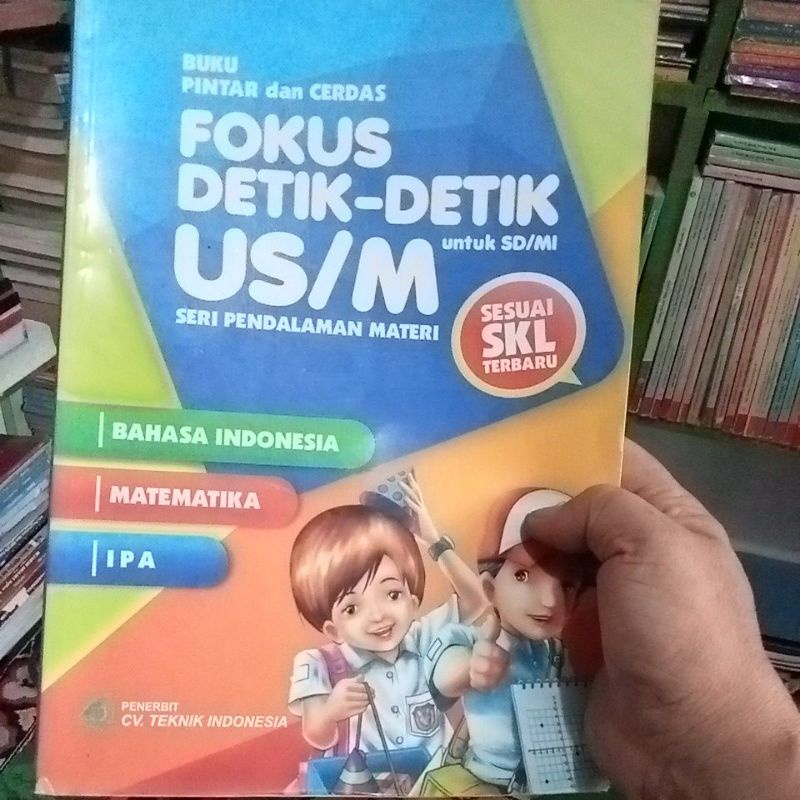 BUKU
PINTAR dan CERDAS
FOKUS
DETIK-DETIK
US/M untuk SD/MI
SERI PENDALAMAN MATERI
SESUAI
SKL
TERBARU
BAHASA INDONESIA
MATEMATIKA
IPA
PENERBIT
CV. TEKNIK INDONESIA